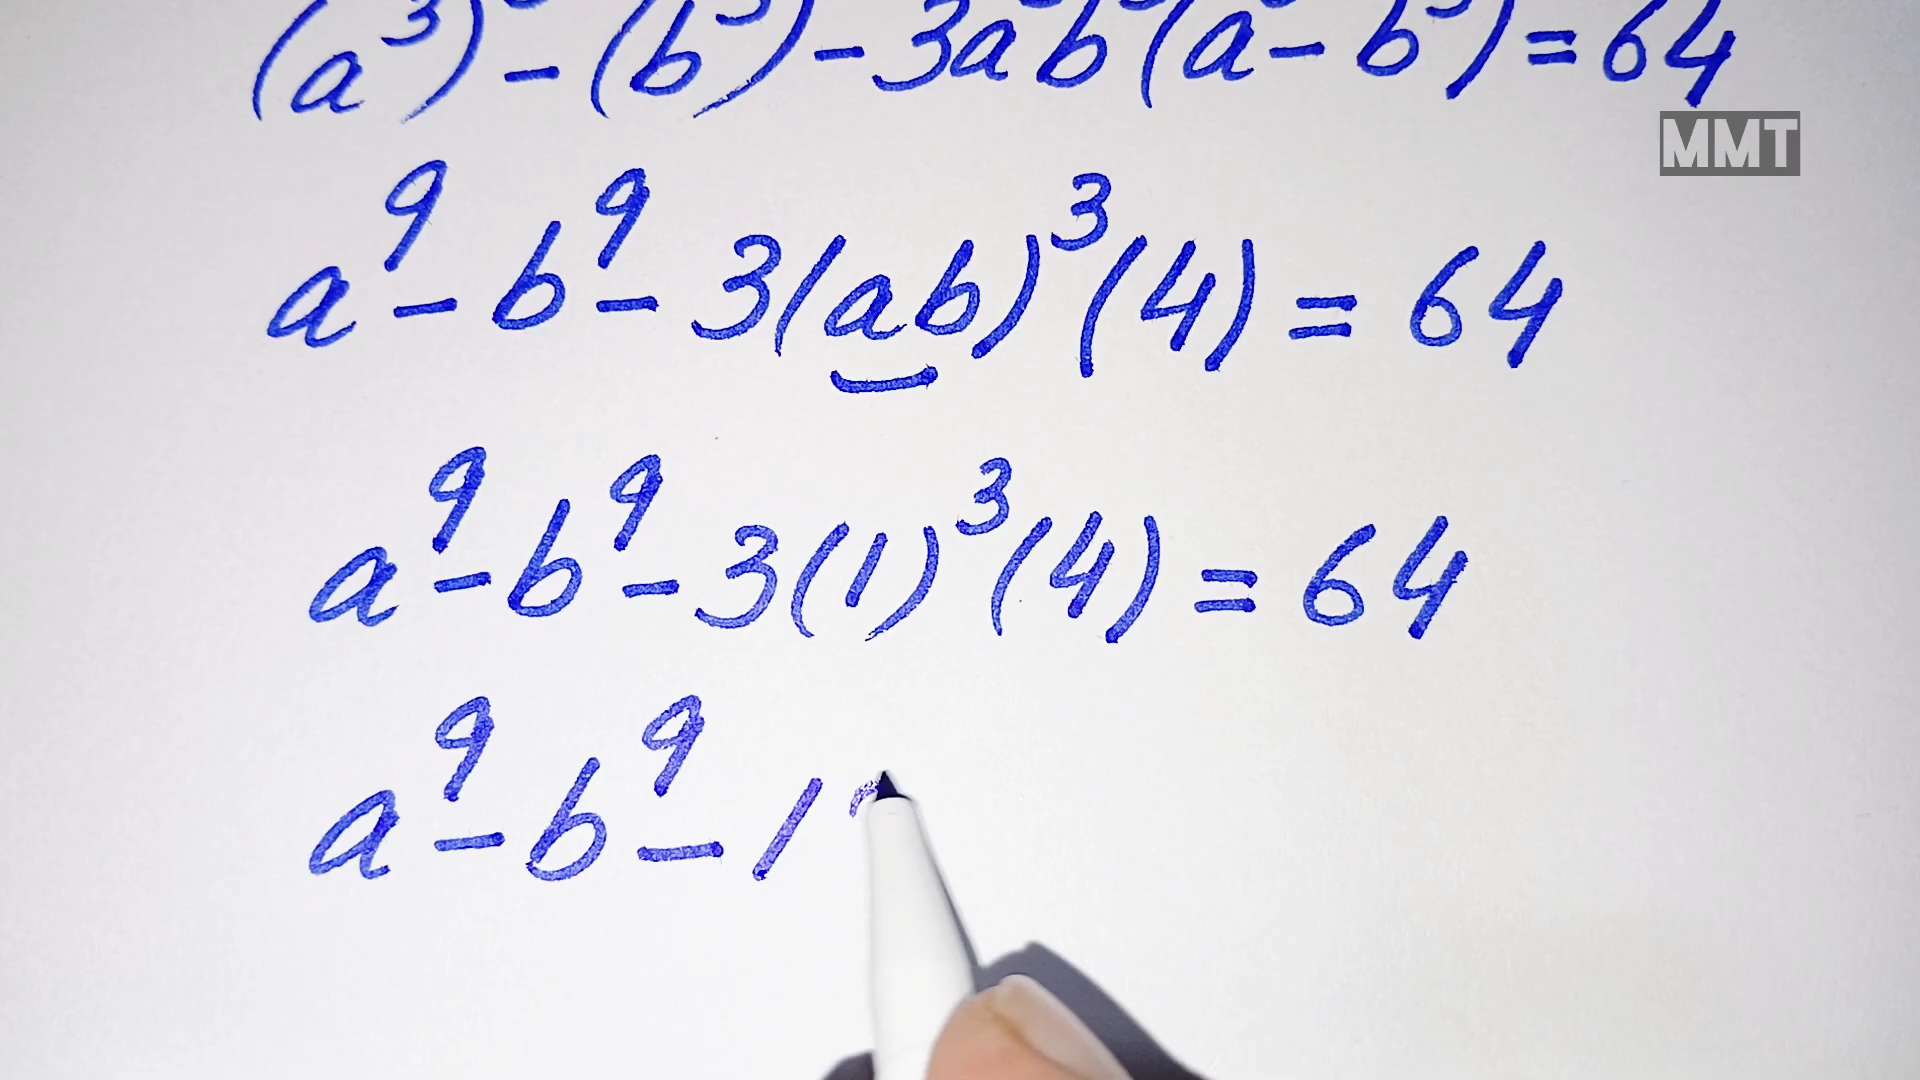 (a³)³ - (b³)³ - 3a³b³(a³ - b³) = 64
MMT
a⁹ - b⁹ - 3(ab)³(4) = 64
a⁹ - b⁹ - 3(1)³(4) = 64
a⁹ - b⁹ - 1